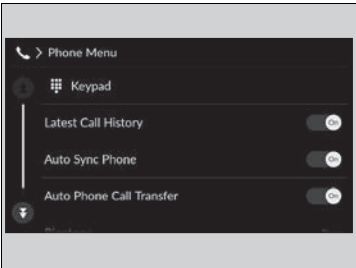 Phone Menu
Keypad
Latest Call History
On
Auto Sync Phone
On
Auto Phone Call Transfer
On